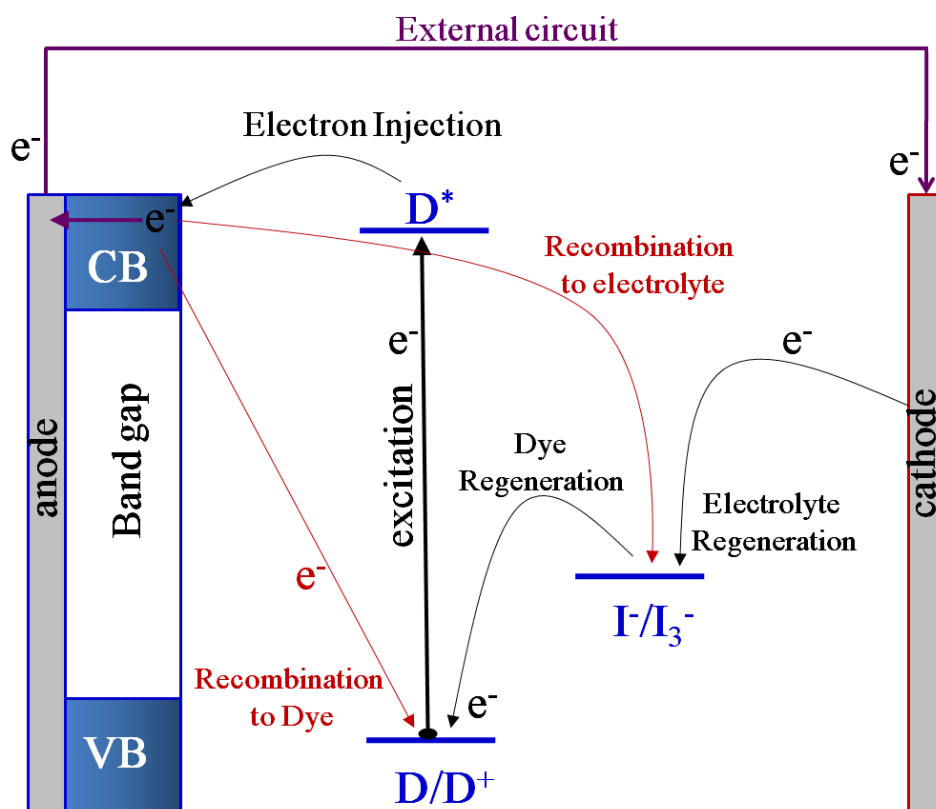 External circuit
Electron Injection
e⁻
e⁻
e⁻
D*
CB
Recombination
to electrolyte
e⁻
e⁻
anode
Band gap
excitation
cathode
Dye
Regeneration
Electrolyte
Regeneration
e⁻
I⁻/I₃⁻
Recombination
to Dye
e⁻
VB
D/D⁺